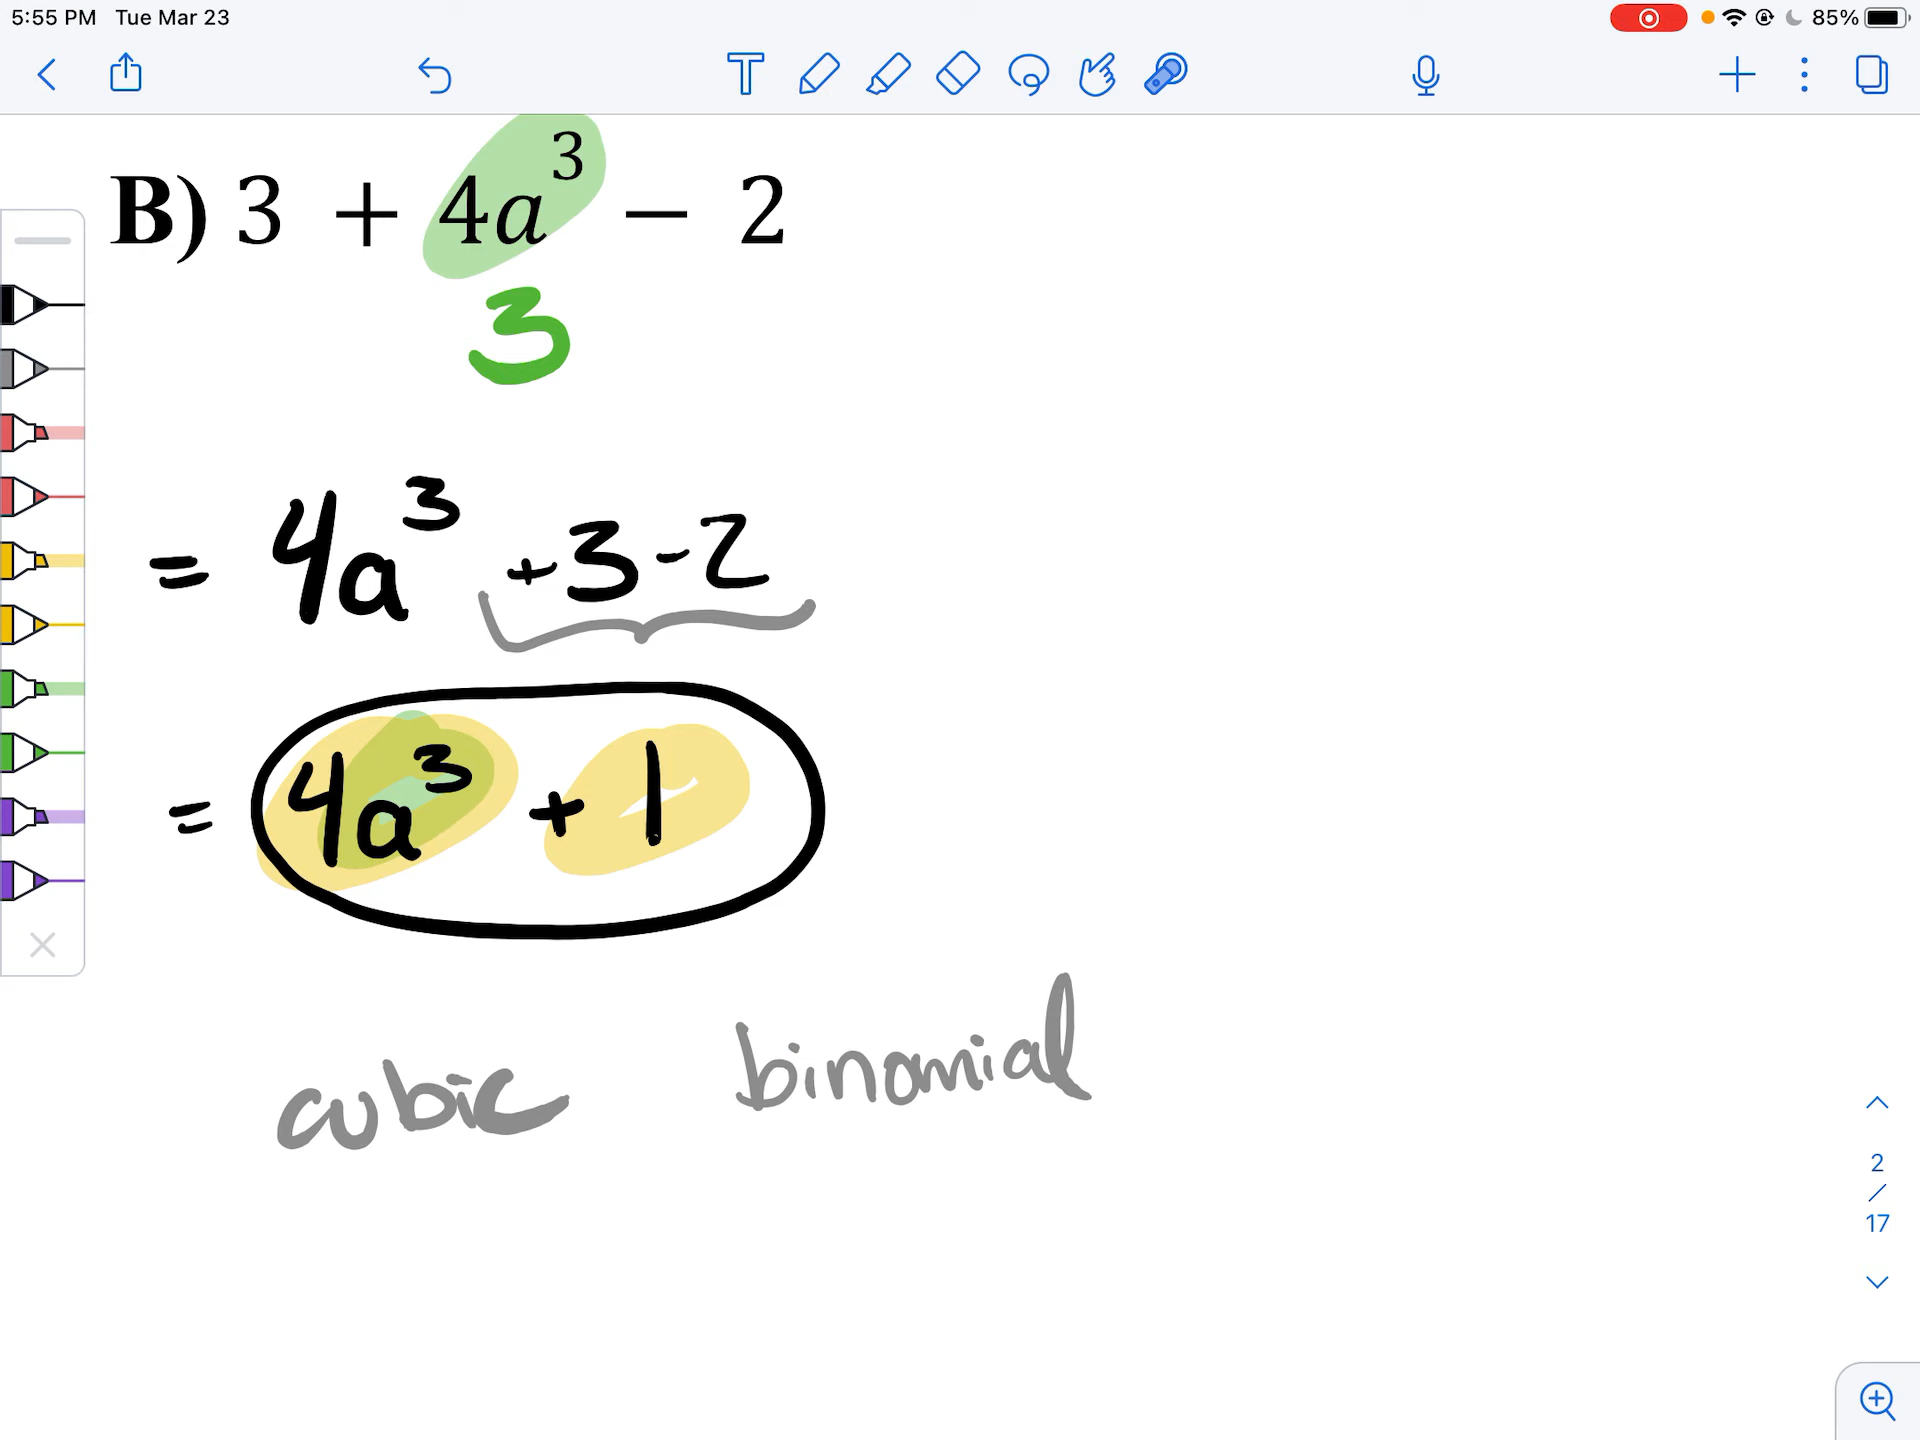 5:55 PM Tue Mar 23 85%
T
B) 3 + 4a³ − 2
3
= 4a³ +3-2
= 4a³ + 1
cubic binomial
2
/
17